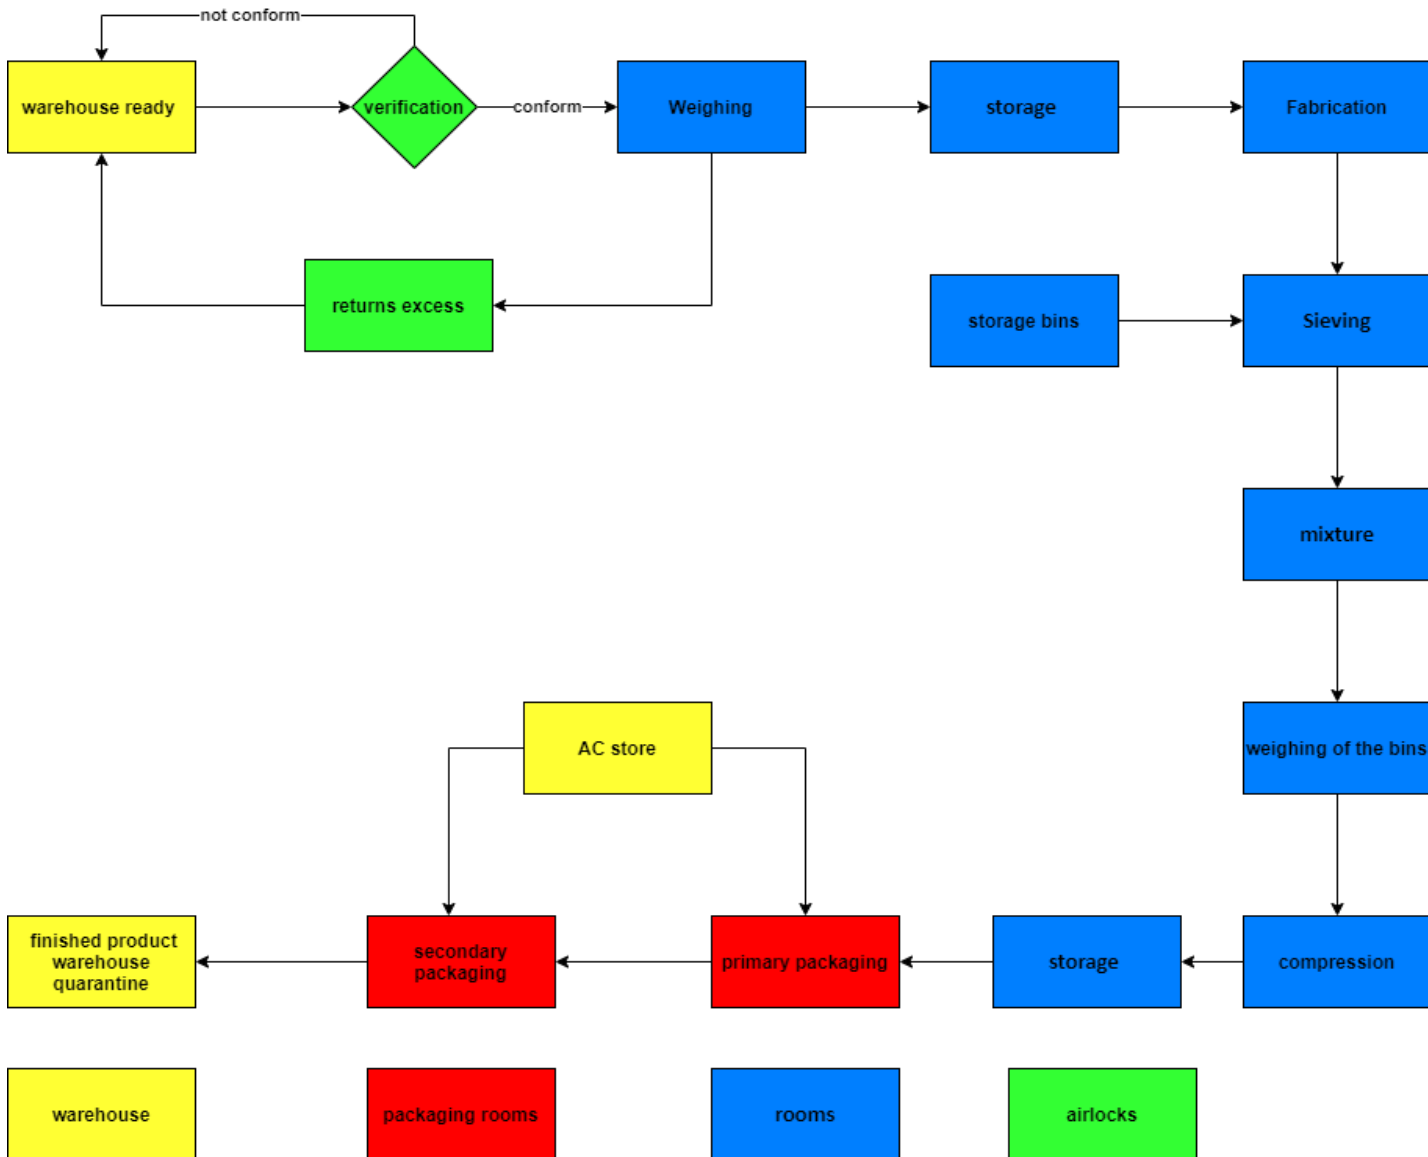 not conform
warehouse ready
verification
conform
Weighing
storage
Fabrication
returns excess
storage bins
Sieving
mixture
AC store
weighing of the bins
finished product
warehouse
quarantine
secondary
packaging
primary packaging
storage
compression
warehouse
packaging rooms
rooms
airlocks